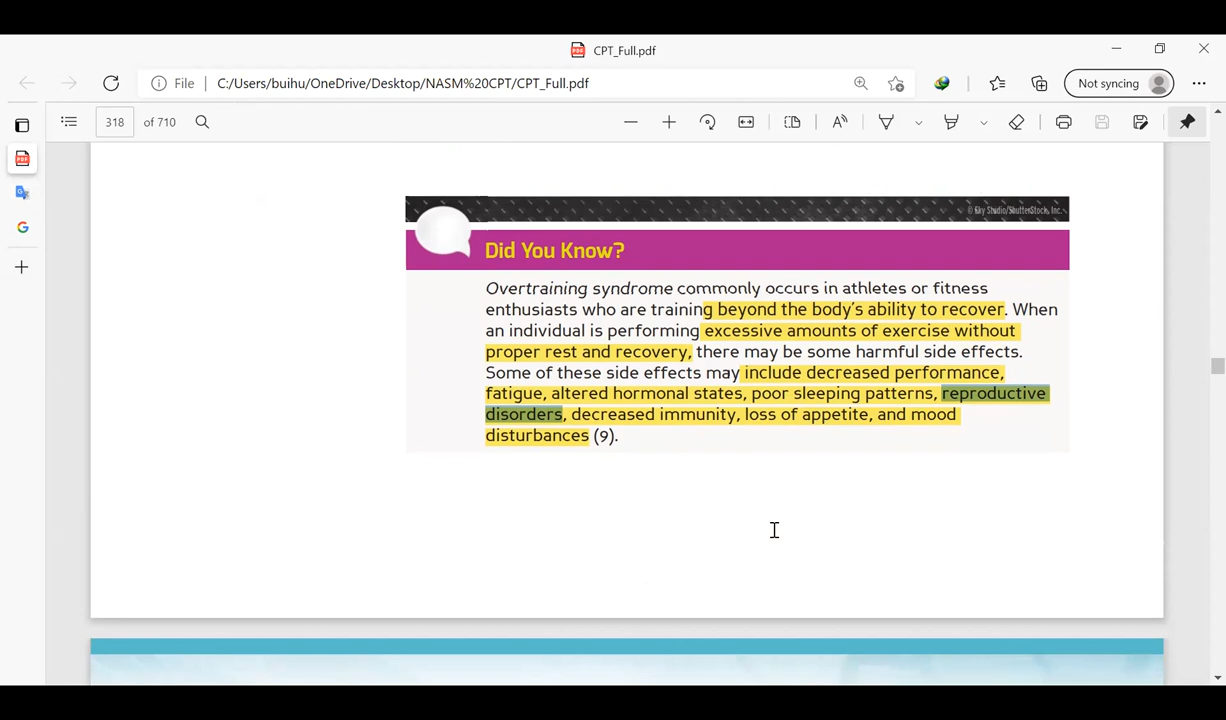 CPT_Full.pdf
File C:/Users/buihu/OneDrive/Desktop/NASM%20CPT/CPT_Full.pdf Not syncing
318 of 710
© Eky Studio/ShutterStock, Inc.
Did You Know?
Overtraining syndrome commonly occurs in athletes or fitness
enthusiasts who are training beyond the body's ability to recover. When
an individual is performing excessive amounts of exercise without
proper rest and recovery, there may be some harmful side effects.
Some of these side effects may include decreased performance,
fatigue, altered hormonal states, poor sleeping patterns, reproductive
disorders, decreased immunity, loss of appetite, and mood
disturbances (9).